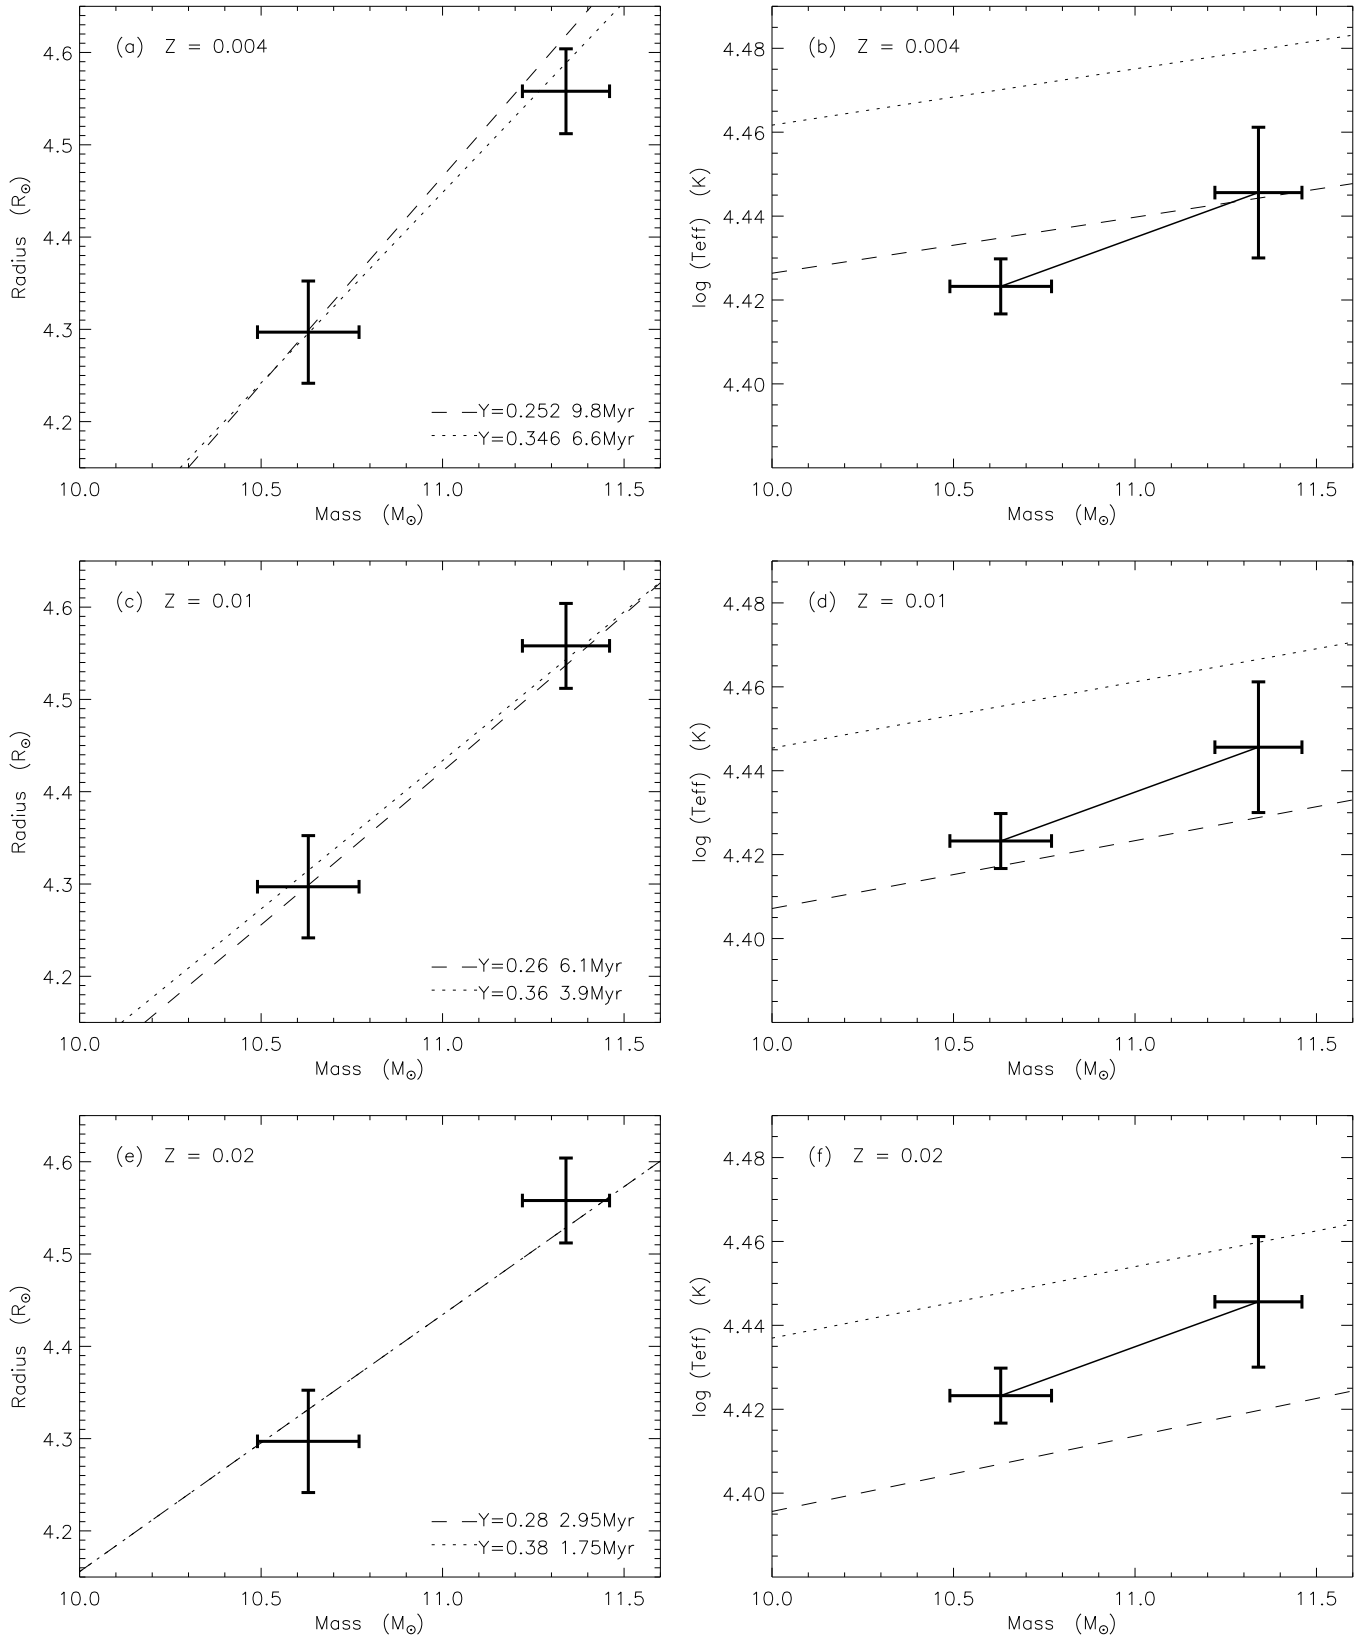 (a) Z = 0.004
4.6
4.5
4.4
4.3
4.2
Radius (R☉)
— —Y=0.252 9.8Myr
········Y=0.346 6.6Myr
10.0 10.5 11.0 11.5
Mass (M☉)
(b) Z = 0.004
4.48
4.46
4.44
4.42
4.40
log (Teff) (K)
10.0 10.5 11.0 11.5
Mass (M☉)
(c) Z = 0.01
4.6
4.5
4.4
4.3
4.2
Radius (R☉)
— —Y=0.26 6.1Myr
········Y=0.36 3.9Myr
10.0 10.5 11.0 11.5
Mass (M☉)
(d) Z = 0.01
4.48
4.46
4.44
4.42
4.40
log (Teff) (K)
10.0 10.5 11.0 11.5
Mass (M☉)
(e) Z = 0.02
4.6
4.5
4.4
4.3
4.2
Radius (R☉)
— —Y=0.28 2.95Myr
········Y=0.38 1.75Myr
10.0 10.5 11.0 11.5
Mass (M☉)
(f) Z = 0.02
4.48
4.46
4.44
4.42
4.40
log (Teff) (K)
10.0 10.5 11.0 11.5
Mass (M☉)